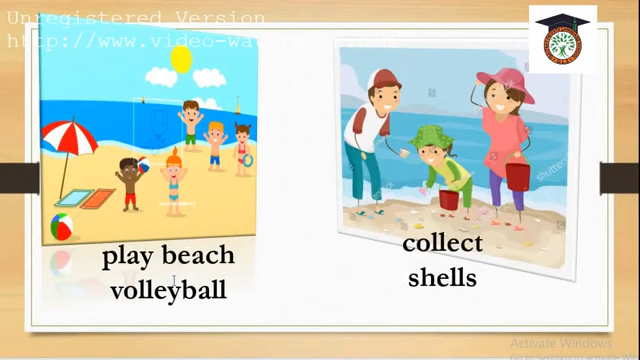 Unregistered Version
play beach
volleyball
collect
shells
Activate Windows